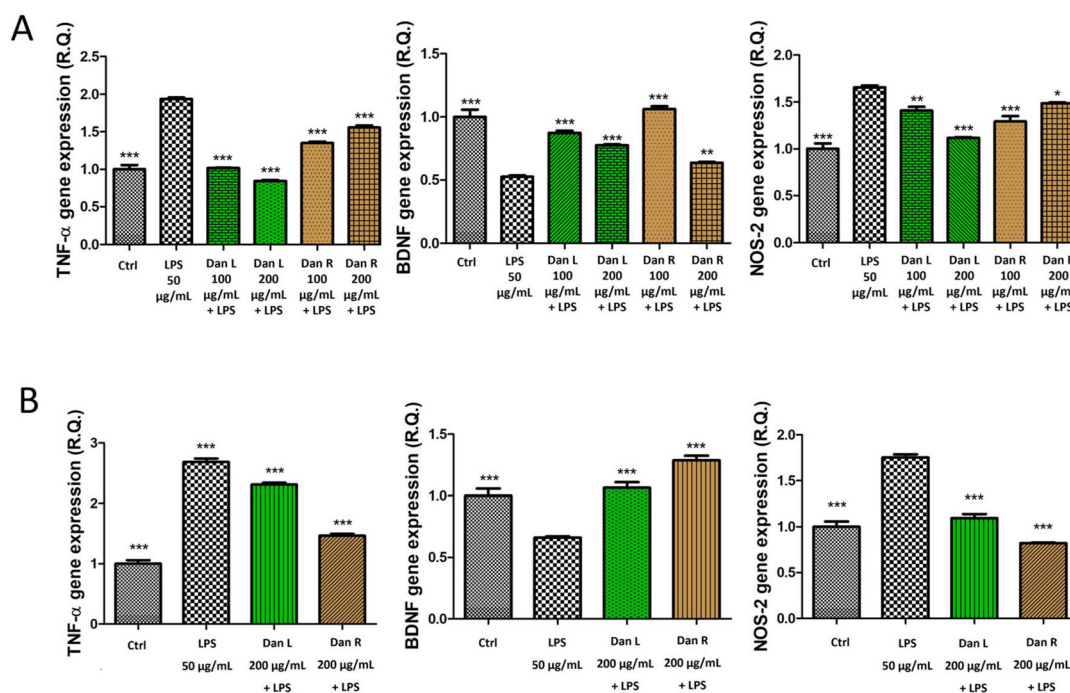 A
TNF-α gene expression (R.Q.)
2.5
2.0
1.5
1.0
0.5
0.0
***
***
***
***
***
Ctrl
LPS
50
µg/mL
Dan L
100
µg/mL
+ LPS
Dan L
200
µg/mL
+ LPS
Dan R
100
µg/mL
+ LPS
Dan R
200
µg/mL
+ LPS
BDNF gene expression (R.Q.)
1.5
1.0
0.5
0.0
***
***
***
***
**
Ctrl
LPS
50
µg/mL
Dan L
100
µg/mL
+ LPS
Dan L
200
µg/mL
+ LPS
Dan R
100
µg/mL
+ LPS
Dan R
200
µg/mL
+ LPS
NOS-2 gene expression (R.Q.)
2.0
1.5
1.0
0.5
0.0
***
**
***
***
*
Ctrl
LPS
50
µg/mL
Dan L
100
µg/mL
+ LPS
Dan L
200
µg/mL
+ LPS
Dan R
100
µg/mL
+ LPS
Dan R
200
µg/mL
+ LPS
B
TNF-α gene expression (R.Q.)
3
2
1
0
***
***
***
***
Ctrl
LPS
50 µg/mL
Dan L
200 µg/mL
+ LPS
Dan R
200 µg/mL
+ LPS
BDNF gene expression (R.Q.)
1.5
1.0
0.5
0.0
***
***
***
Ctrl
LPS
50 µg/mL
Dan L
200 µg/mL
+ LPS
Dan R
200 µg/mL
+ LPS
NOS-2 gene expression (R.Q.)
2.0
1.5
1.0
0.5
0.0
***
***
***
Ctrl
LPS
50 µg/mL
Dan L
200 µg/mL
+ LPS
Dan R
200 µg/mL
+ LPS